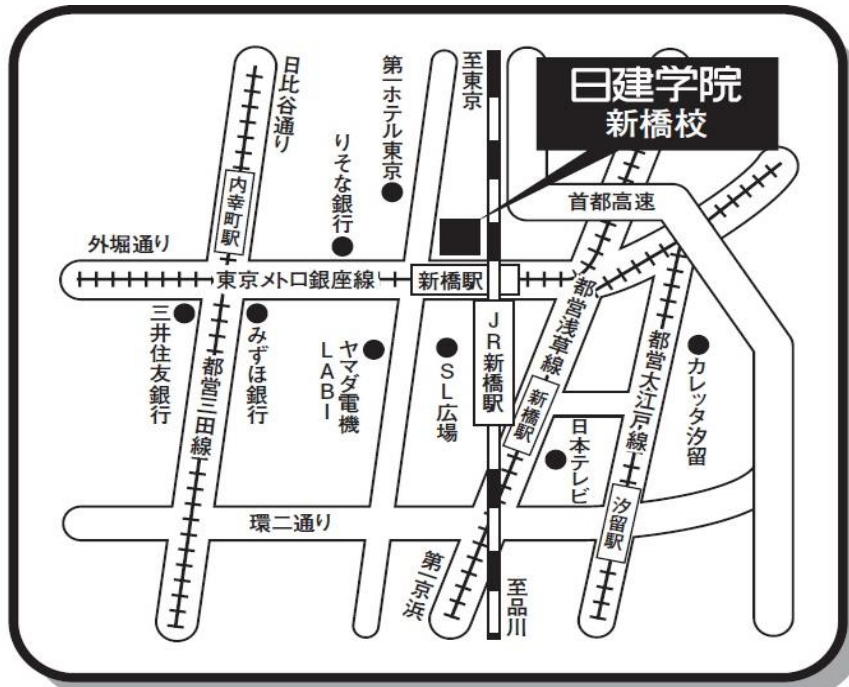 日建学院
新橋校
至東京
第一ホテル東京
りそな銀行
日比谷通り
内幸町駅
首都高速
外堀通り
東京メトロ銀座線
新橋駅
三井住友銀行
都営三田線
みずほ銀行
ヤマダ電機
LABI
SL広場
JR新橋駅
都営浅草線
新橋駅
都営大江戸線
カレッタ汐留
日本テレビ
汐留駅
環二通り
第一京浜
至品川